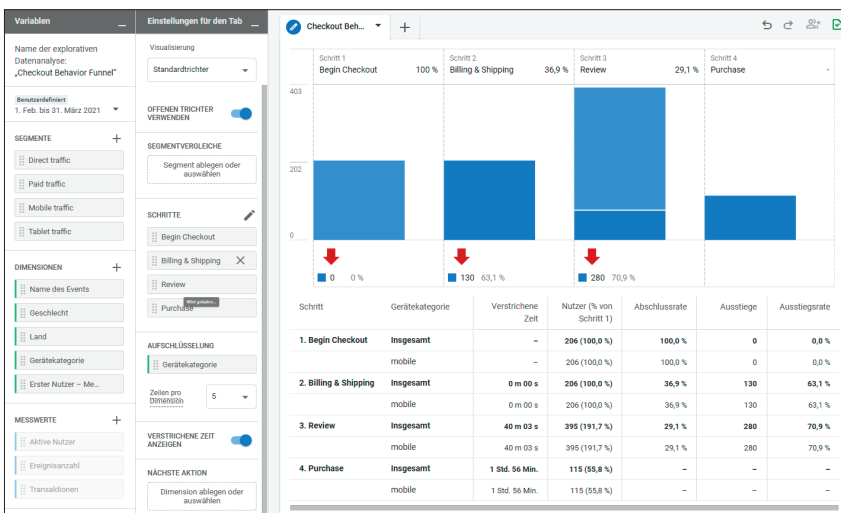 Variablen
Name der explorativen
Datenanalyse:
„Checkout Behavior Funnel“
Benutzerdefiniert
1. Feb. bis 31. März 2021
SEGMENTE
Direct traffic
Paid traffic
Mobile traffic
Tablet traffic
DIMENSIONEN
Name des Events
Geschlecht
Land
Gerätekategorie
Erster Nutzer – Me...
MESSWERTE
Aktive Nutzer
Ereignisanzahl
Transaktionen
Einstellungen für den Tab
Visualisierung
Standardtrichter
OFFENEN TRICHTER
VERWENDEN
SEGMENTVERGLEICHE
Segment ablegen oder
auswählen
SCHRITTE
Begin Checkout
Billing & Shipping
Review
Wird geladen...
Purchase
AUFSCHLÜSSELUNG
Gerätekategorie
Zeilen pro
Dimension
5
VERSTRICHENE ZEIT
ANZEIGEN
NÄCHSTE AKTION
Dimension ablegen oder
auswählen
Checkout Beh...
Schritt 1 Schritt 2 Schritt 3 Schritt 4
Begin Checkout 100 % Billing & Shipping 36,9 % Review 29,1 % Purchase -
403
202
0
0 0 % 130 63,1 % 280 70,9 %
Schritt Gerätekategorie Verstrichene Zeit Nutzer (% von Schritt 1) Abschlussrate Ausstiege Ausstiegsrate
1. Begin Checkout Insgesamt – 206 (100,0 %) 100,0 % 0 0,0 %
mobile – 206 (100,0 %) 100,0 % 0 0,0 %
2. Billing & Shipping Insgesamt 0 m 00 s 206 (100,0 %) 36,9 % 130 63,1 %
mobile 0 m 00 s 206 (100,0 %) 36,9 % 130 63,1 %
3. Review Insgesamt 40 m 03 s 395 (191,7 %) 29,1 % 280 70,9 %
mobile 40 m 03 s 395 (191,7 %) 29,1 % 280 70,9 %
4. Purchase Insgesamt 1 Std. 56 Min. 115 (55,8 %) – – –
mobile 1 Std. 56 Min. 115 (55,8 %) – – –